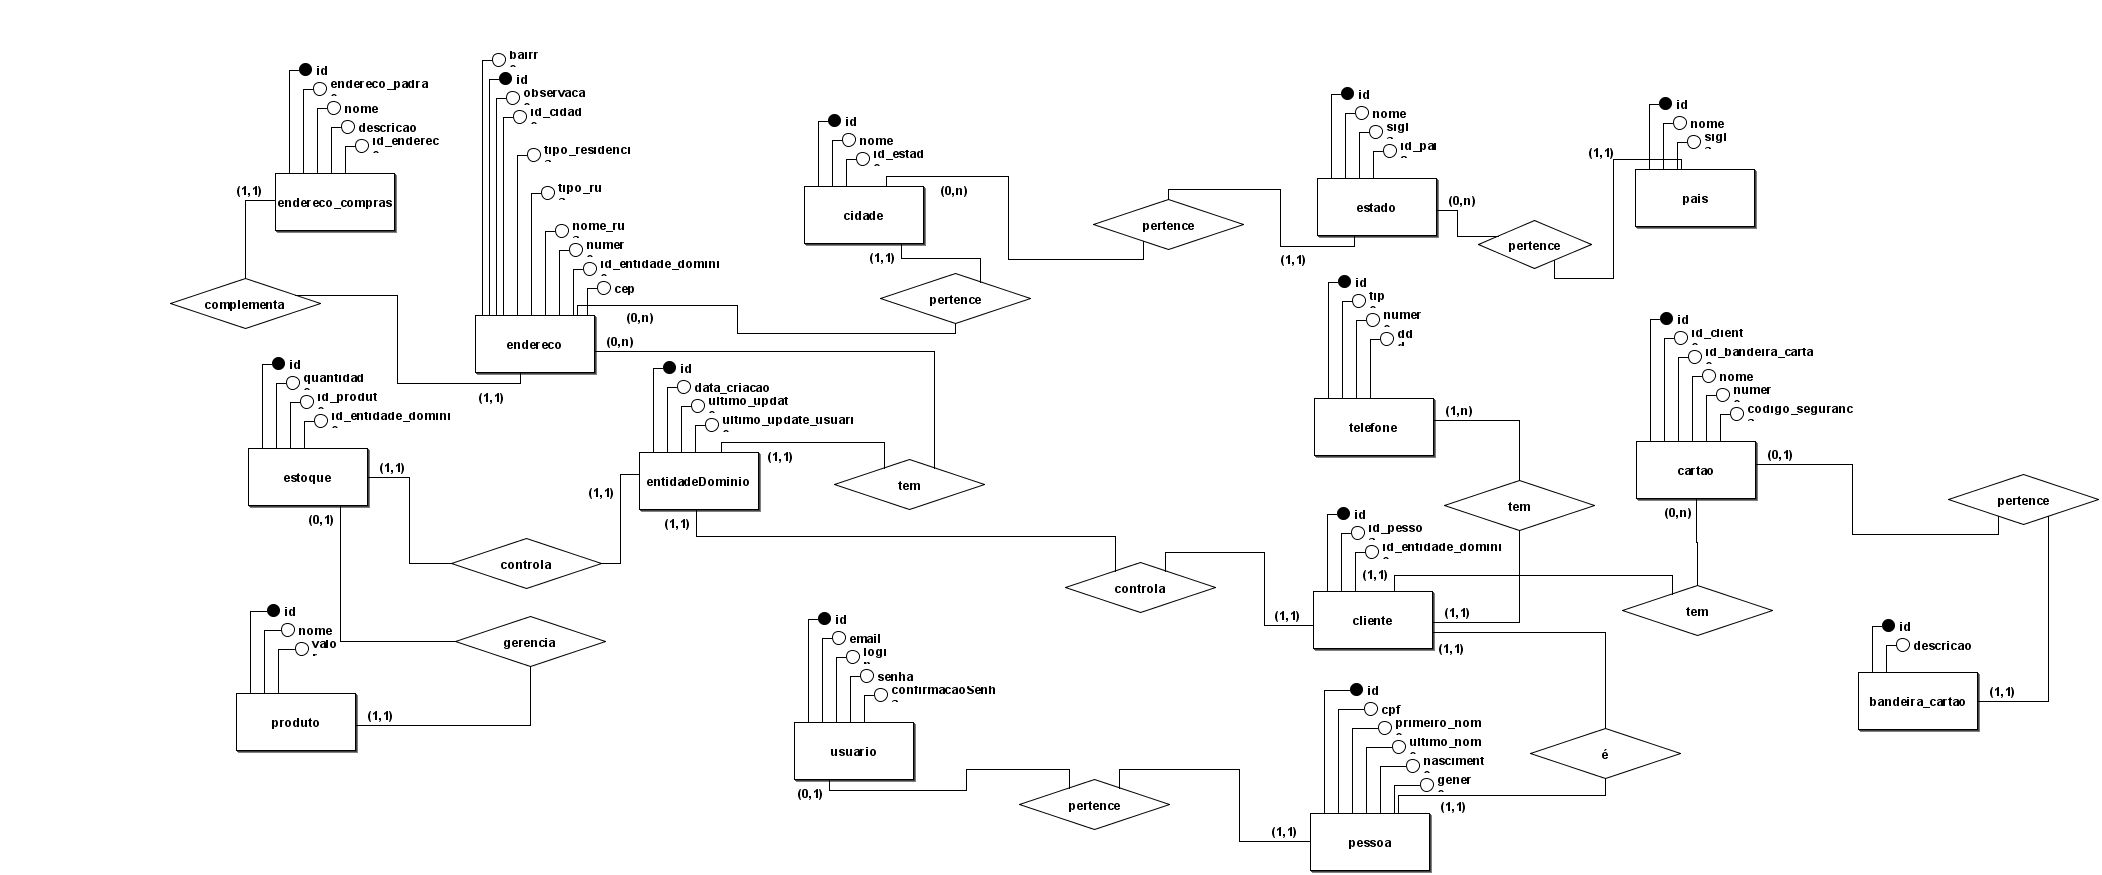 id
endereco_padra
nome
descricao
id_enderec
(1,1)
endereco_compras
complementa
bairr
id
observaca
id_cidad
tipo_residenci
tipo_ru
nome_ru
numer
id_entidade_domini
cep
(0,n)
endereco
(0,n)
(1,1)
id
nome
id_estad
cidade
(0,n)
(1,1)
pertence
pertence
id
nome
sigl
id_pai
estado
(0,n)
(1,1)
pertence
id
nome
sigl
(1,1)
pais
id
quantidad
id_produt
id_entidade_domini
estoque
(1,1)
(0,1)
id
data_criacao
ultimo_updat
ultimo_update_usuari
(1,1)
entidadeDominio
(1,1)
(1,1)
tem
controla
controla
id
tip
numer
dd
telefone
(1,n)
tem
id
id_client
id_bandeira_carta
nome
numer
codigo_seguranc
cartao
(0,1)
(0,n)
pertence
tem
id
id_pesso
id_entidade_domini
(1,1)
cliente
(1,1)
(1,1)
(1,1)
id
nome
valo
produto
(1,1)
gerencia
id
email
logi
senha
confirmacaoSenh
usuario
(0,1)
pertence
id
cpf
primeiro_nom
ultimo_nom
nasciment
gener
(1,1)
(1,1)
pessoa
é
id
descricao
bandeira_cartao
(1,1)